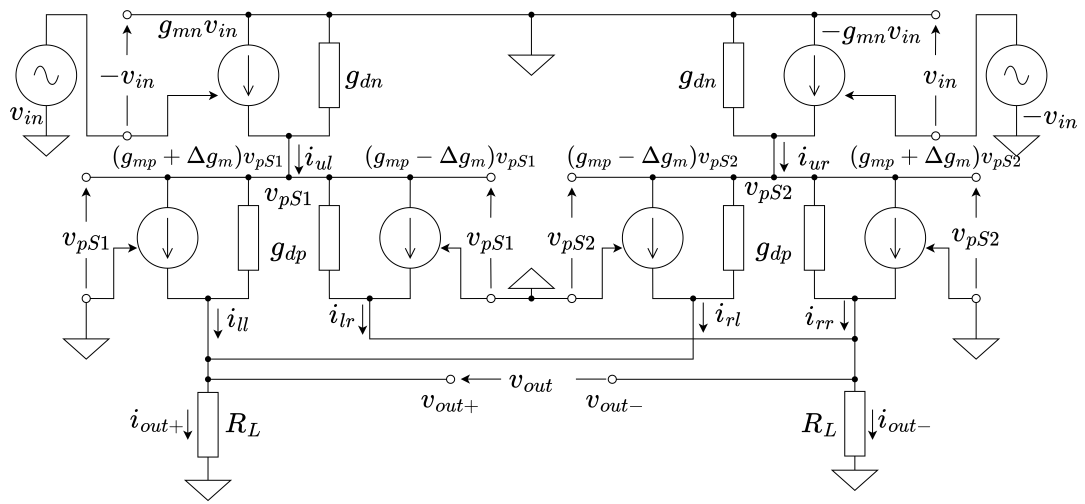 g_{mn}v_{in}
-g_{mn}v_{in}
-v_{in}
g_{dn}
g_{dn}
v_{in}
v_{in}
-v_{in}
(g_{mp} + Δg_m)v_{pS1}
i_{ul}
(g_{mp} - Δg_m)v_{pS1}
(g_{mp} - Δg_m)v_{pS2}
i_{ur}
(g_{mp} + Δg_m)v_{pS2}
v_{pS1}
v_{pS2}
v_{pS1}
g_{dp}
v_{pS1}
v_{pS2}
g_{dp}
v_{pS2}
i_{ll}
i_{lr}
i_{rl}
i_{rr}
v_{out}
v_{out+}
v_{out-}
i_{out+}
R_L
R_L
i_{out-}